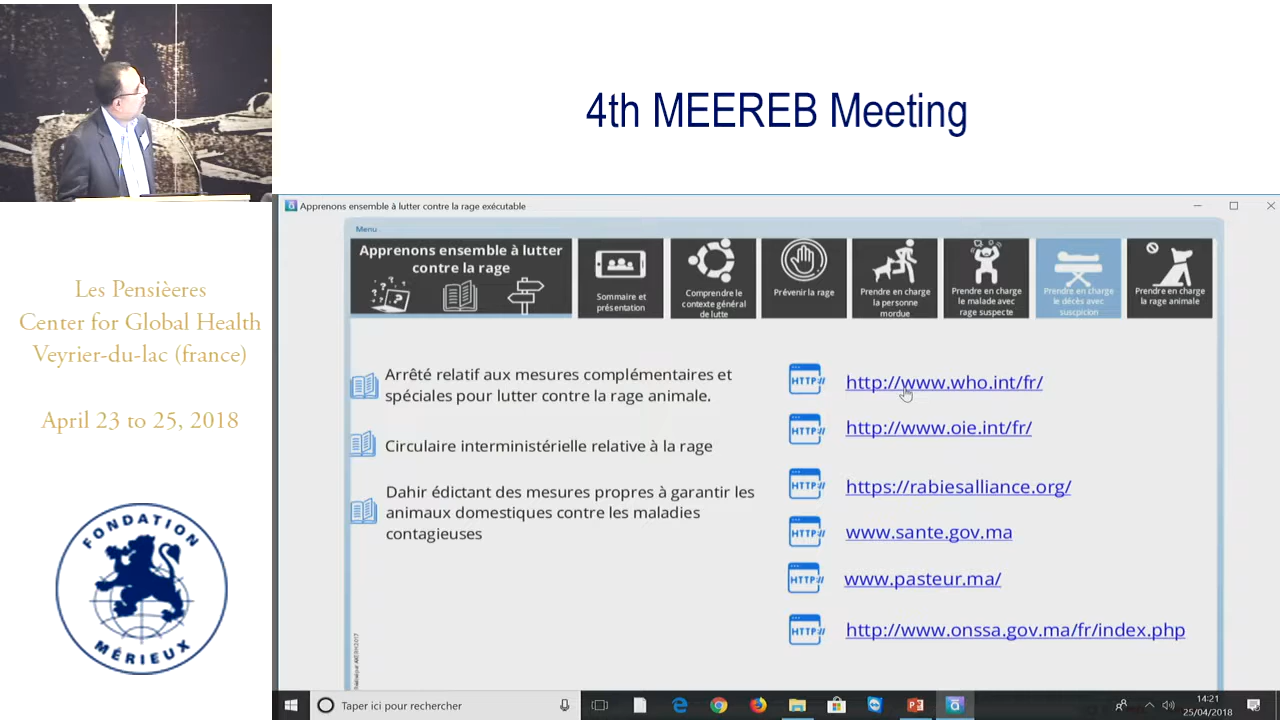 4th MEEREB Meeting
Les Pensièeres
Center for Global Health
Veyrier-du-lac (france)
April 23 to 25, 2018
FONDATION
MÉRIEUX
Apprenons ensemble à lutter contre la rage exécutable
Menu
Apprenons ensemble à lutter
contre la rage
Sommaire et
présentation
Comprendre le
contexte général
de lutte
Prévenir la rage
Prendre en charge
la personne
mordue
Prendre en charge
le malade avec
rage suspecte
Prendre en charge
le décès avec
suscpricion
Prendre en charge
la rage animale
Arrêté relatif aux mesures complémentaires et
spéciales pour lutter contre la rage animale.
Circulaire interministérielle relative à la rage
Dahir édictant des mesures propres à garantir les
animaux domestiques contre les maladies
contagieuses
HTTP://
http://www.who.int/fr/
HTTP://
http://www.oie.int/fr/
HTTP://
https://rabiesalliance.org/
HTTP://
www.sante.gov.ma
HTTP://
www.pasteur.ma/
HTTP://
http://www.onssa.gov.ma/fr/index.php
Taper ici pour rechercher
14:21
25/04/2018